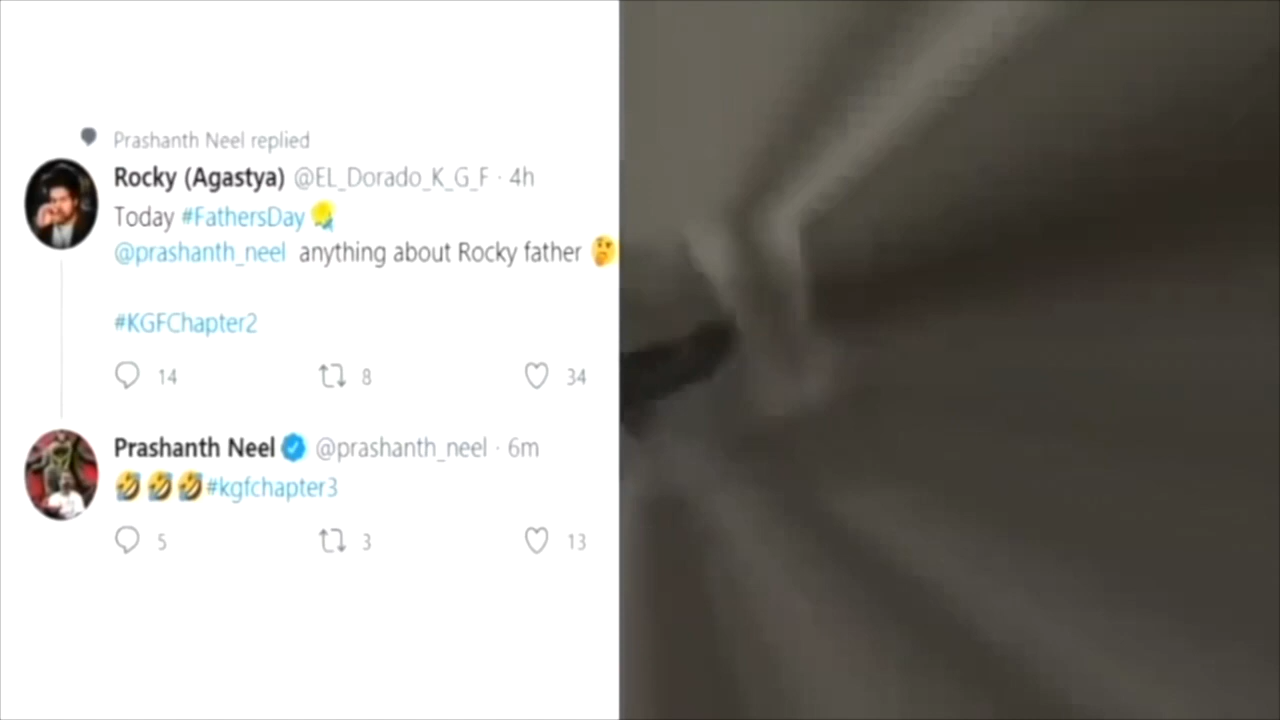 Prashanth Neel replied
Rocky (Agastya) @EL_Dorado_K_G_F · 4h
Today #FathersDay
@prashanth_neel anything about Rocky father 🤔
#KGFChapter2
14 8 34
Prashanth Neel @prashanth_neel · 6m
🤣🤣🤣#kgfchapter3
5 3 13